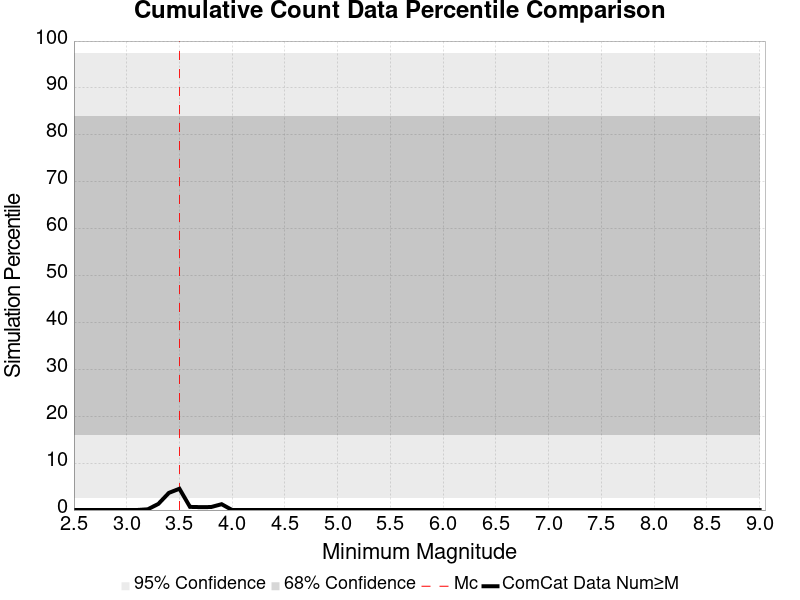 Cumulative Count Data Percentile Comparison
100
90
80
70
60
50
40
30
20
10
0
Simulation Percentile
2.5 3.0 3.5 4.0 4.5 5.0 5.5 6.0 6.5 7.0 7.5 8.0 8.5 9.0
Minimum Magnitude
95% Confidence 68% Confidence Mc ComCat Data Num≥M